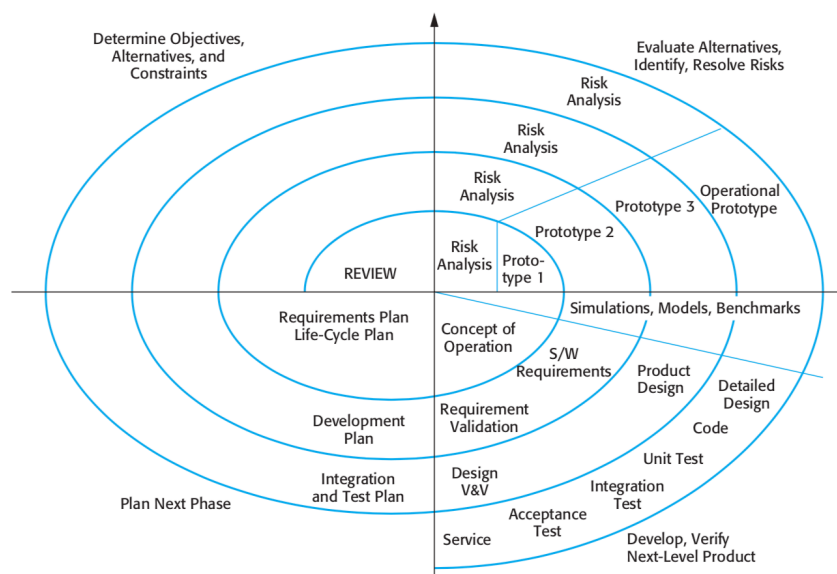 Determine Objectives,
Alternatives, and
Constraints
Evaluate Alternatives,
Identify, Resolve Risks
Risk
Analysis
Risk
Analysis
Risk
Analysis
Risk
Analysis
Proto-
type 1
Prototype 2
Prototype 3
Operational
Prototype
REVIEW
Requirements Plan
Life-Cycle Plan
Concept of
Operation
Simulations, Models, Benchmarks
S/W
Requirements
Product
Design
Detailed
Design
Development
Plan
Requirement
Validation
Code
Unit Test
Integration
and Test Plan
Design
V&V
Integration
Test
Plan Next Phase
Acceptance
Test
Service
Develop, Verify
Next-Level Product